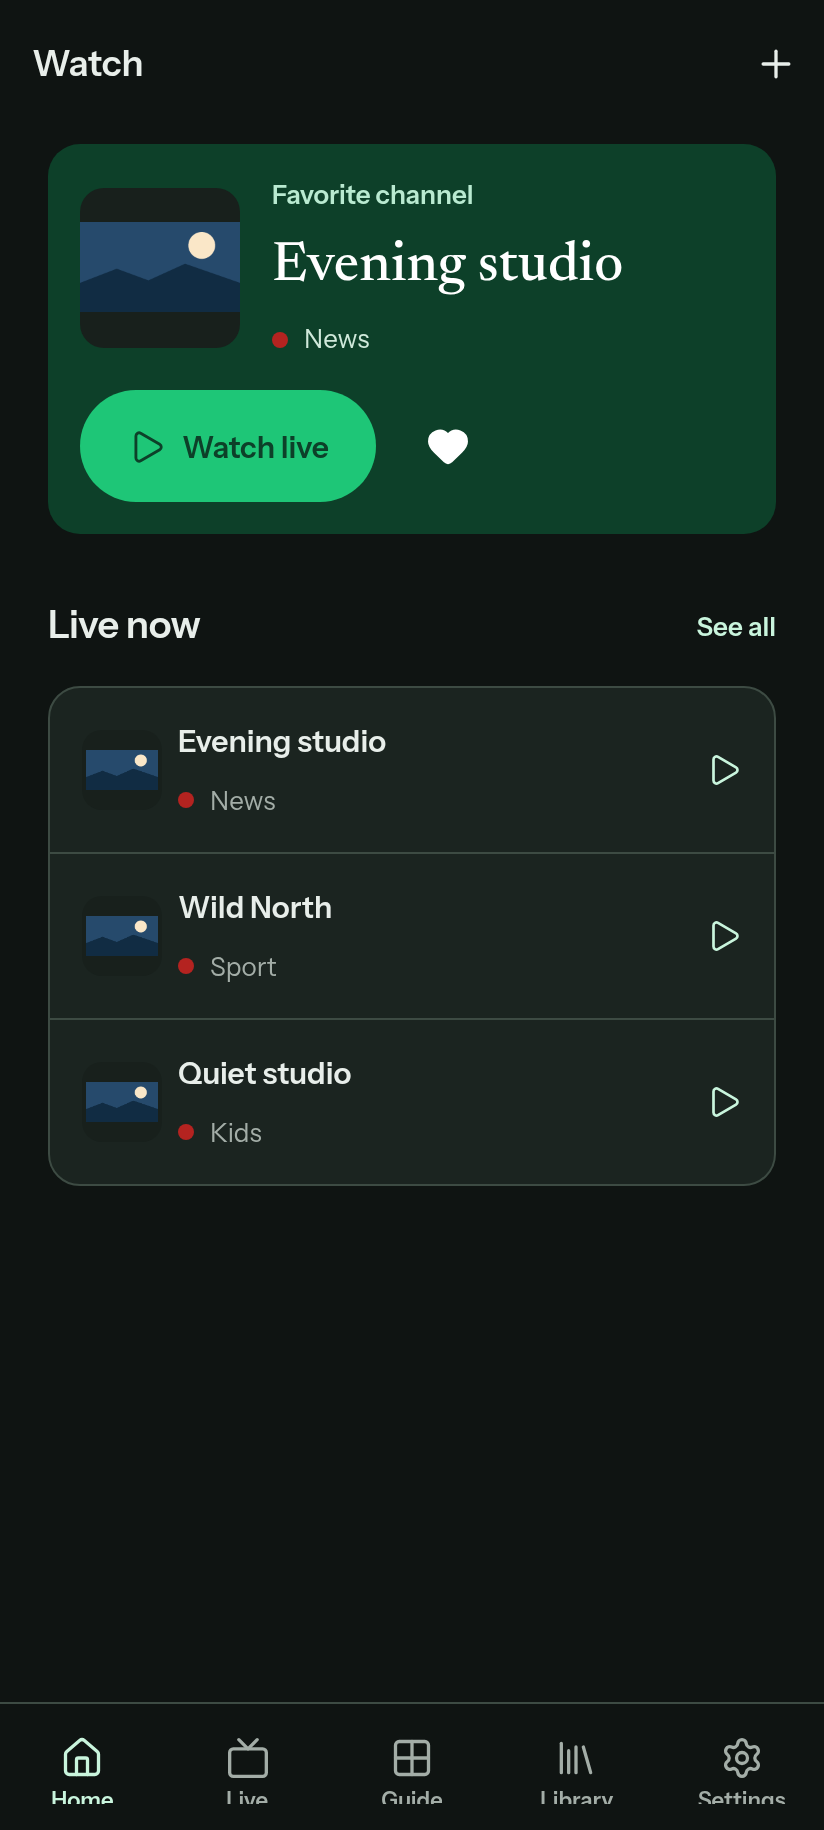 Watch
Favorite channel
Evening studio
News
Watch live
Live now
See all
Evening studio
News
Wild North
Sport
Quiet studio
Kids
Home
Live
Guide
Library
Settings